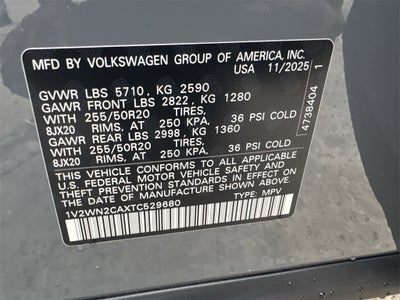 MFD BY VOLKSWAGEN GROUP OF AMERICA, INC.
USA 11/2025
GVWR LBS 5710, KG 2590
GAWR FRONT LBS 2822, KG 1280
WITH 255/50R20 TIRES,
8JX20 RIMS, AT 250 KPA, 36 PSI COLD
GAWR REAR LBS 2998, KG 1360
WITH 255/50R20 TIRES,
8JX20 RIMS, AT 250 KPA, 36 PSI COLD
THIS VEHICLE CONFORMS TO ALL APPLICABLE
U.S. FEDERAL MOTOR VEHICLE SAFETY AND
THEFT PREVENTION STANDARDS IN EFFECT ON THE
DATE OF MANUFACTURE SHOWN ABOVE.
1V2WN2CAXTC529680 TYPE: MPV
4738404 1